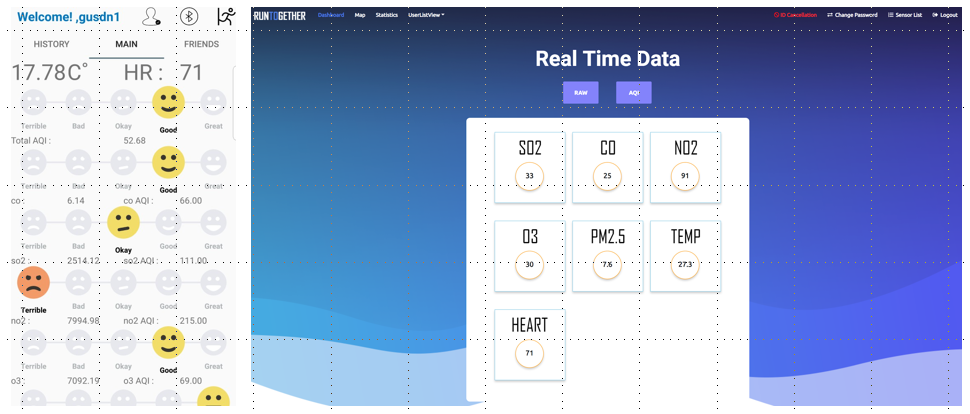 Welcome! ,gusdn1
HISTORY MAIN FRIENDS
17.78C° HR : 71
Terrible Bad Okay Good Great
Total AQI : 52.68
Terrible Bad Okay Good Great
co : 6.14 co AQI : 66.00
Terrible Bad Okay Good Great
so2 : 2514.12 so2 AQI : 111.00
Terrible Bad Okay Good Great
no2 : 7994.98 no2 AQI : 215.00
Terrible Bad Okay Good Great
o3 : 7092.19 o3 AQI : 69.00
RUNTOGETHER Dashboard Map Statistics UserListView ID Cancellation Change Password Sensor List Logout
Real Time Data
RAW AQI
SO2 CO NO2
33 25 91
O3 PM2.5 TEMP
30 7.6 27.3
HEART
71